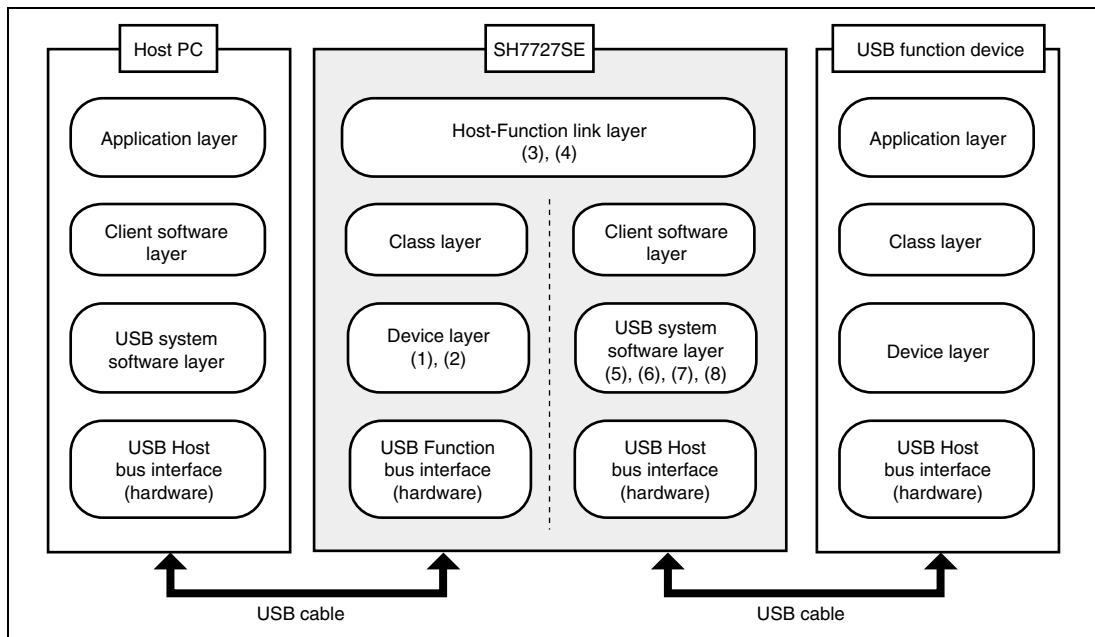 Host PC
SH7727SE
USB function device
Application layer
Host-Function link layer
(3), (4)
Application layer
Client software
layer
Class layer
Client software
layer
Class layer
USB system
software layer
Device layer
(1), (2)
USB system
software layer
(5), (6), (7), (8)
Device layer
USB Host
bus interface
(hardware)
USB Function
bus interface
(hardware)
USB Host
bus interface
(hardware)
USB Host
bus interface
(hardware)
USB cable
USB cable